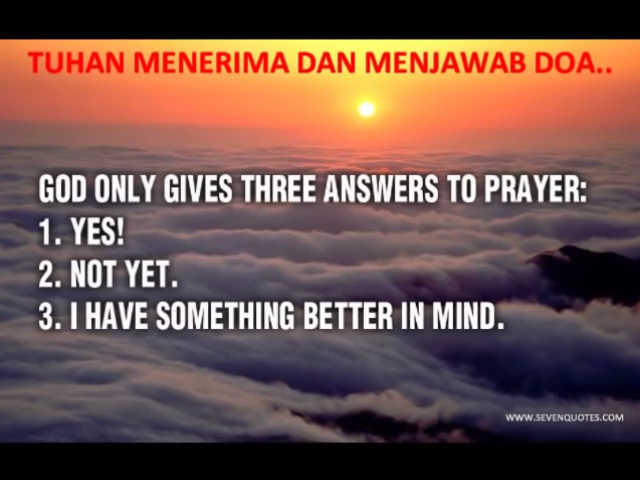 TUHAN MENERIMA DAN MENJAWAB DOA..
GOD ONLY GIVES THREE ANSWERS TO PRAYER:
1. YES!
2. NOT YET.
3. I HAVE SOMETHING BETTER IN MIND.
WWW.SEVENQUOTES.COM